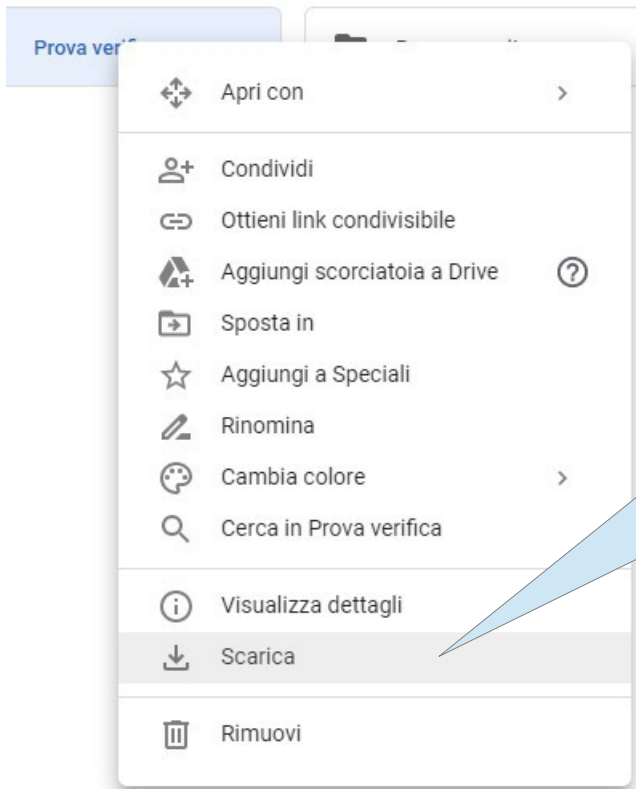 Prova
Apri con
Condividi
Ottieni link condivisibile
Aggiungi scorciatoia a Drive
Sposta in
Aggiungi a Speciali
Rinomina
Cambia colore
Cerca in Prova verifica
Visualizza dettagli
Scarica
Rimuovi